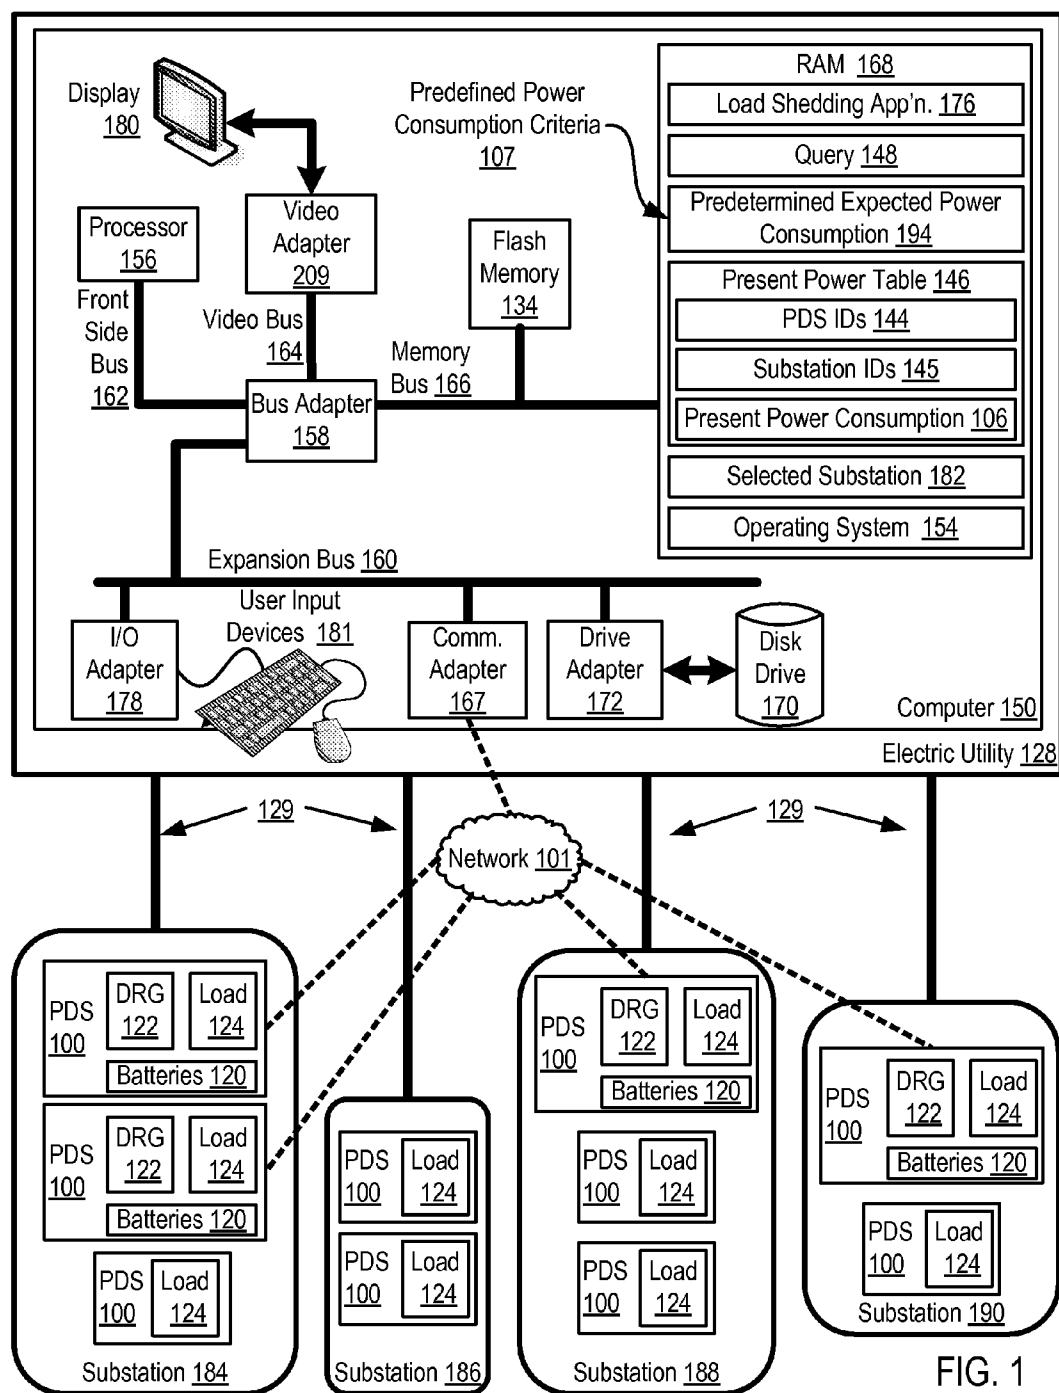 Display
180
Predefined Power
Consumption Criteria
107
RAM 168
Load Shedding App'n. 176
Query 148
Predetermined Expected Power
Consumption 194
Present Power Table 146
PDS IDs 144
Substation IDs 145
Present Power Consumption 106
Selected Substation 182
Operating System 154
Processor
156
Video
Adapter
209
Flash
Memory
134
Front
Side
Bus
162
Video Bus
164
Memory
Bus 166
Bus Adapter
158
Expansion Bus 160
I/O
Adapter
178
User Input
Devices 181
Comm.
Adapter
167
Drive
Adapter
172
Disk
Drive
170
Computer 150
Electric Utility 128
129
129
Network 101
PDS
100
DRG
122
Load
124
Batteries 120
PDS
100
DRG
122
Load
124
Batteries 120
PDS
100
Load
124
Substation 184
PDS
100
Load
124
PDS
100
Load
124
Substation 186
PDS
100
DRG
122
Load
124
Batteries 120
PDS
100
Load
124
PDS
100
Load
124
Substation 188
PDS
100
DRG
122
Load
124
Batteries 120
PDS
100
Load
124
Substation 190
FIG. 1